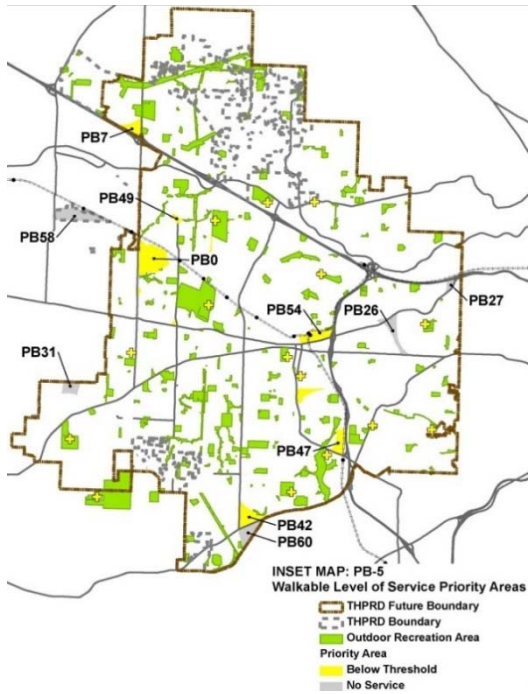 PB7
PB49
PB58
PB0
PB54
PB26
PB27
PB31
PB47
PB42
PB60
INSET MAP: PB-5
Walkable Level of Service Priority Areas
THPRD Future Boundary
THPRD Boundary
Outdoor Recreation Area
Priority Area
Below Threshold
No Service